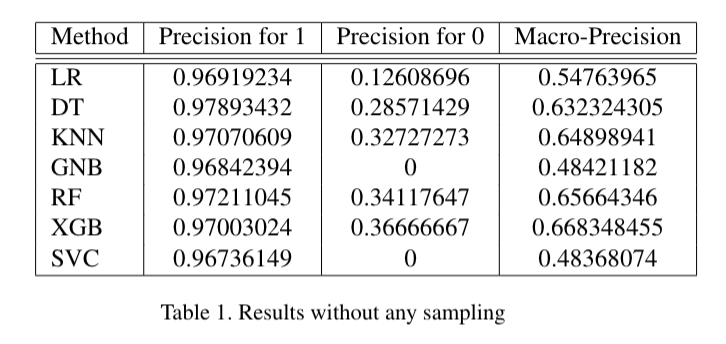 Method Precision for 1 Precision for 0 Macro-Precision
LR 0.96919234 0.12608696 0.54763965
DT 0.97893432 0.28571429 0.632324305
KNN 0.97070609 0.32727273 0.64898941
GNB 0.96842394 0 0.48421182
RF 0.97211045 0.34117647 0.65664346
XGB 0.97003024 0.36666667 0.668348455
SVC 0.96736149 0 0.48368074
Table 1. Results without any sampling